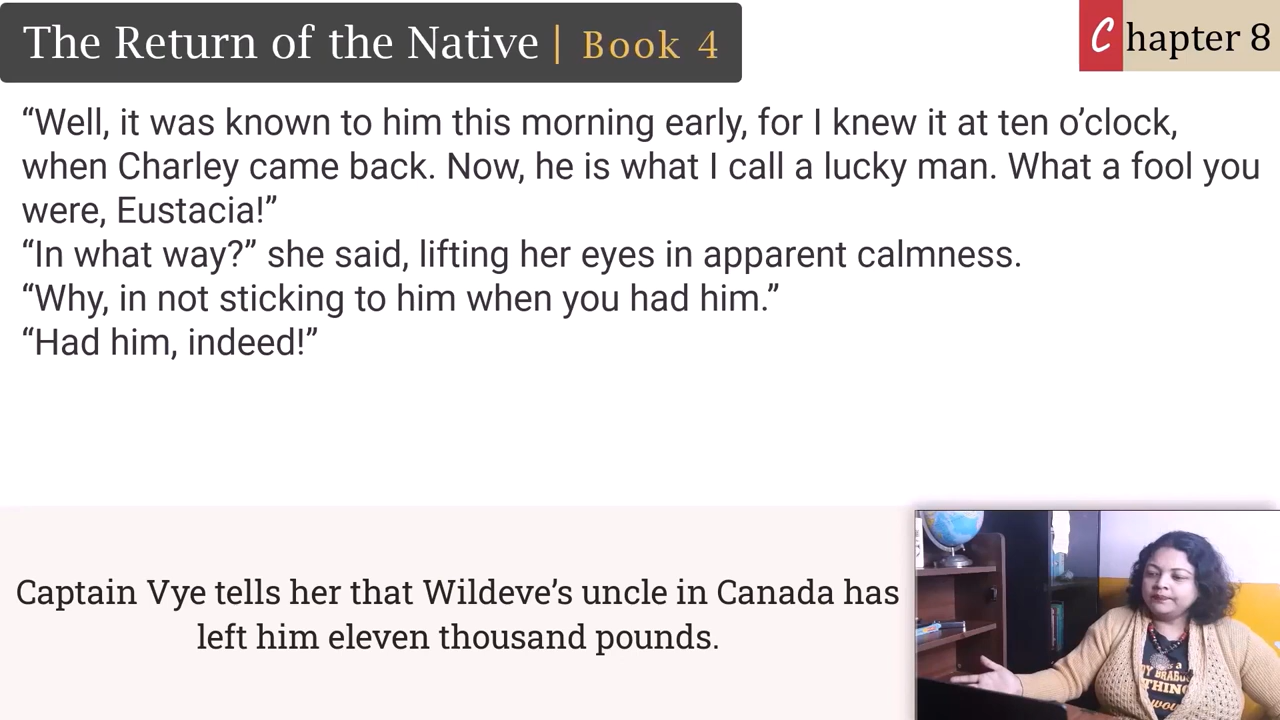 The Return of the Native | Book 4
Chapter 8
“Well, it was known to him this morning early, for I knew it at ten o’clock,
when Charley came back. Now, he is what I call a lucky man. What a fool you
were, Eustacia!”
“In what way?” she said, lifting her eyes in apparent calmness.
“Why, in not sticking to him when you had him.”
“Had him, indeed!”
Captain Vye tells her that Wildeve’s uncle in Canada has
left him eleven thousand pounds.
THING